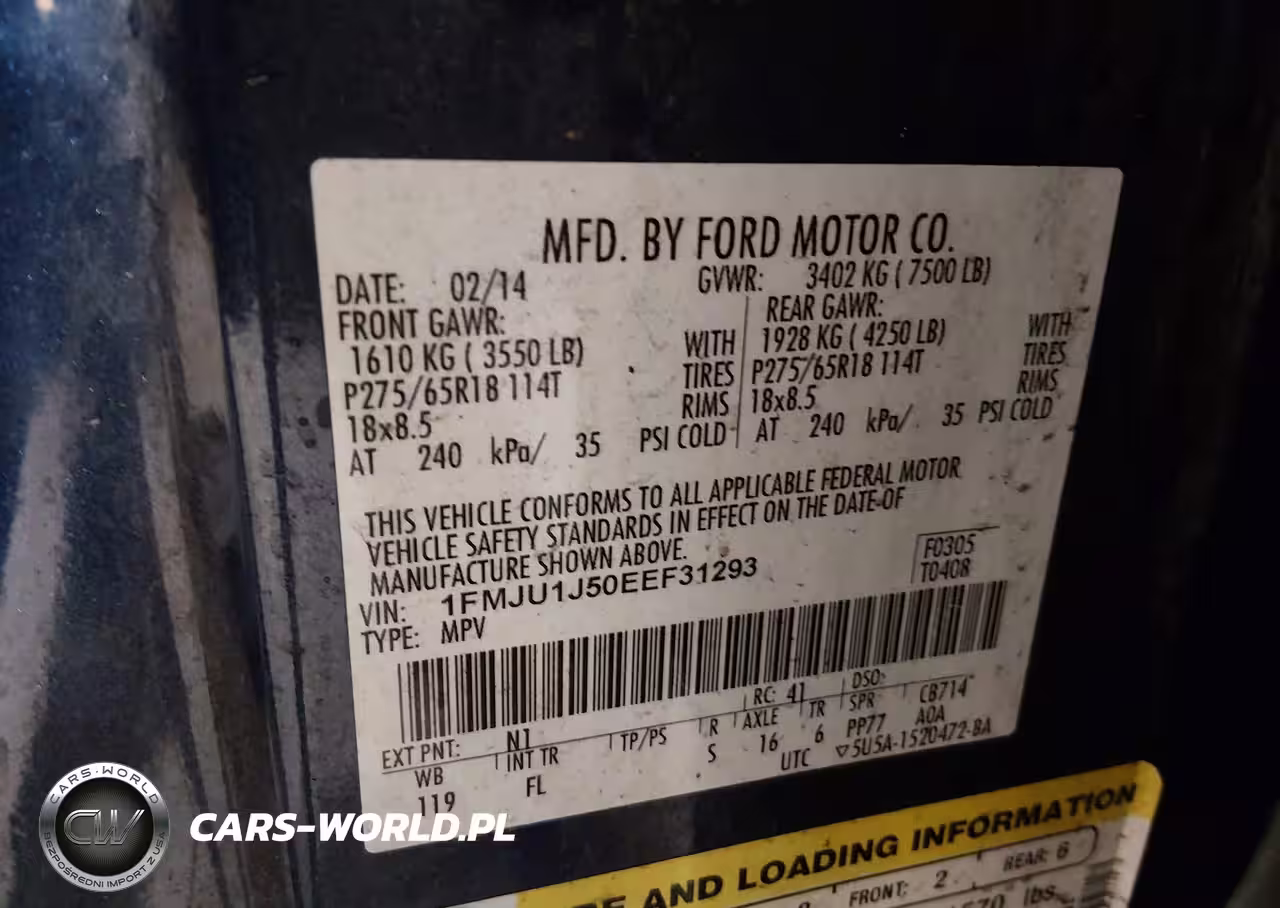 MFD. BY FORD MOTOR CO.
DATE: 02/14 GVWR: 3402 KG ( 7500 LB)
FRONT GAWR: REAR GAWR:
1610 KG ( 3550 LB) WITH 1928 KG ( 4250 LB) WITH
P275/65R18 114T TIRES P275/65R18 114T TIRES
18x8.5 RIMS 18x8.5 RIMS
AT 240 kPa/ 35 PSI COLD AT 240 kPa/ 35 PSI COLD
THIS VEHICLE CONFORMS TO ALL APPLICABLE FEDERAL MOTOR
VEHICLE SAFETY STANDARDS IN EFFECT ON THE DATE OF
MANUFACTURE SHOWN ABOVE.
VIN: 1FMJU1J50EEF31293 F0305
TYPE: MPV T0408
EXT PNT: N1 RC: 41 DSO:
WB INT TR TP/PS R AXLE TR SPR CB714
119 FL S 16 6 PP77 A0A
UTC ▽5U5A-1520472-BA
AND LOADING INFORMATION
FRONT: 2 REAR: 6
lbs.
CARS-WORLD
CW
BEZPOŚREDNI IMPORT Z USA
CARS-WORLD.PL